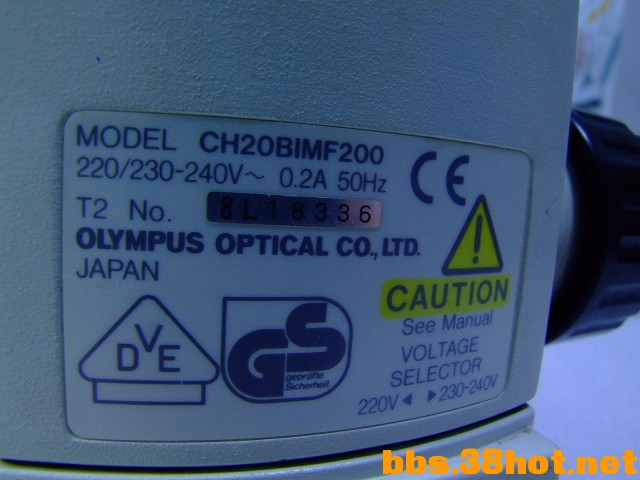 MODEL CH20BIMF200
220/230-240V~ 0.2A 50Hz
T2 No. 8L18336
OLYMPUS OPTICAL CO., LTD.
JAPAN
CE
CAUTION
See Manual
VOLTAGE
SELECTOR
220V ◀ ▶ 230-240V
DVE
GS
geprüfte
Sicherheit
bbs.38hot.net